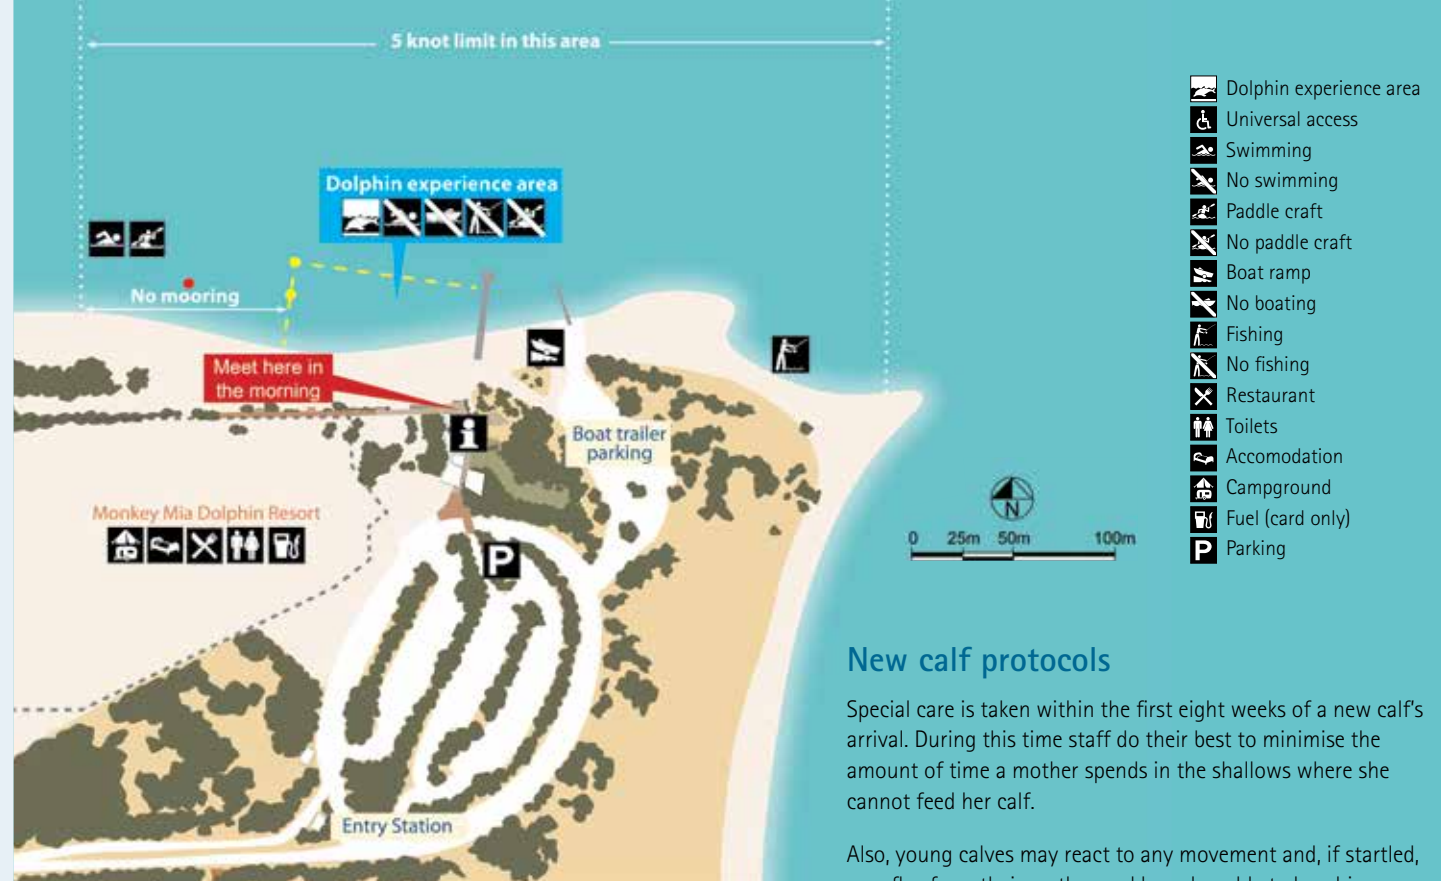 5 knot limit in this area
Dolphin experience area
No mooring
Meet here in
the morning
i
Boat trailer
parking
Monkey Mia Dolphin Resort
P
Entry Station
N
0 25m 50m 100m
Dolphin experience area
Universal access
Swimming
No swimming
Paddle craft
No paddle craft
Boat ramp
No boating
Fishing
No fishing
Restaurant
Toilets
Accomodation
Campground
Fuel (card only)
P Parking
New calf protocols
Special care is taken within the first eight weeks of a new calf's
arrival. During this time staff do their best to minimise the
amount of time a mother spends in the shallows where she
cannot feed her calf.
Also, young calves may react to any movement and, if startled,